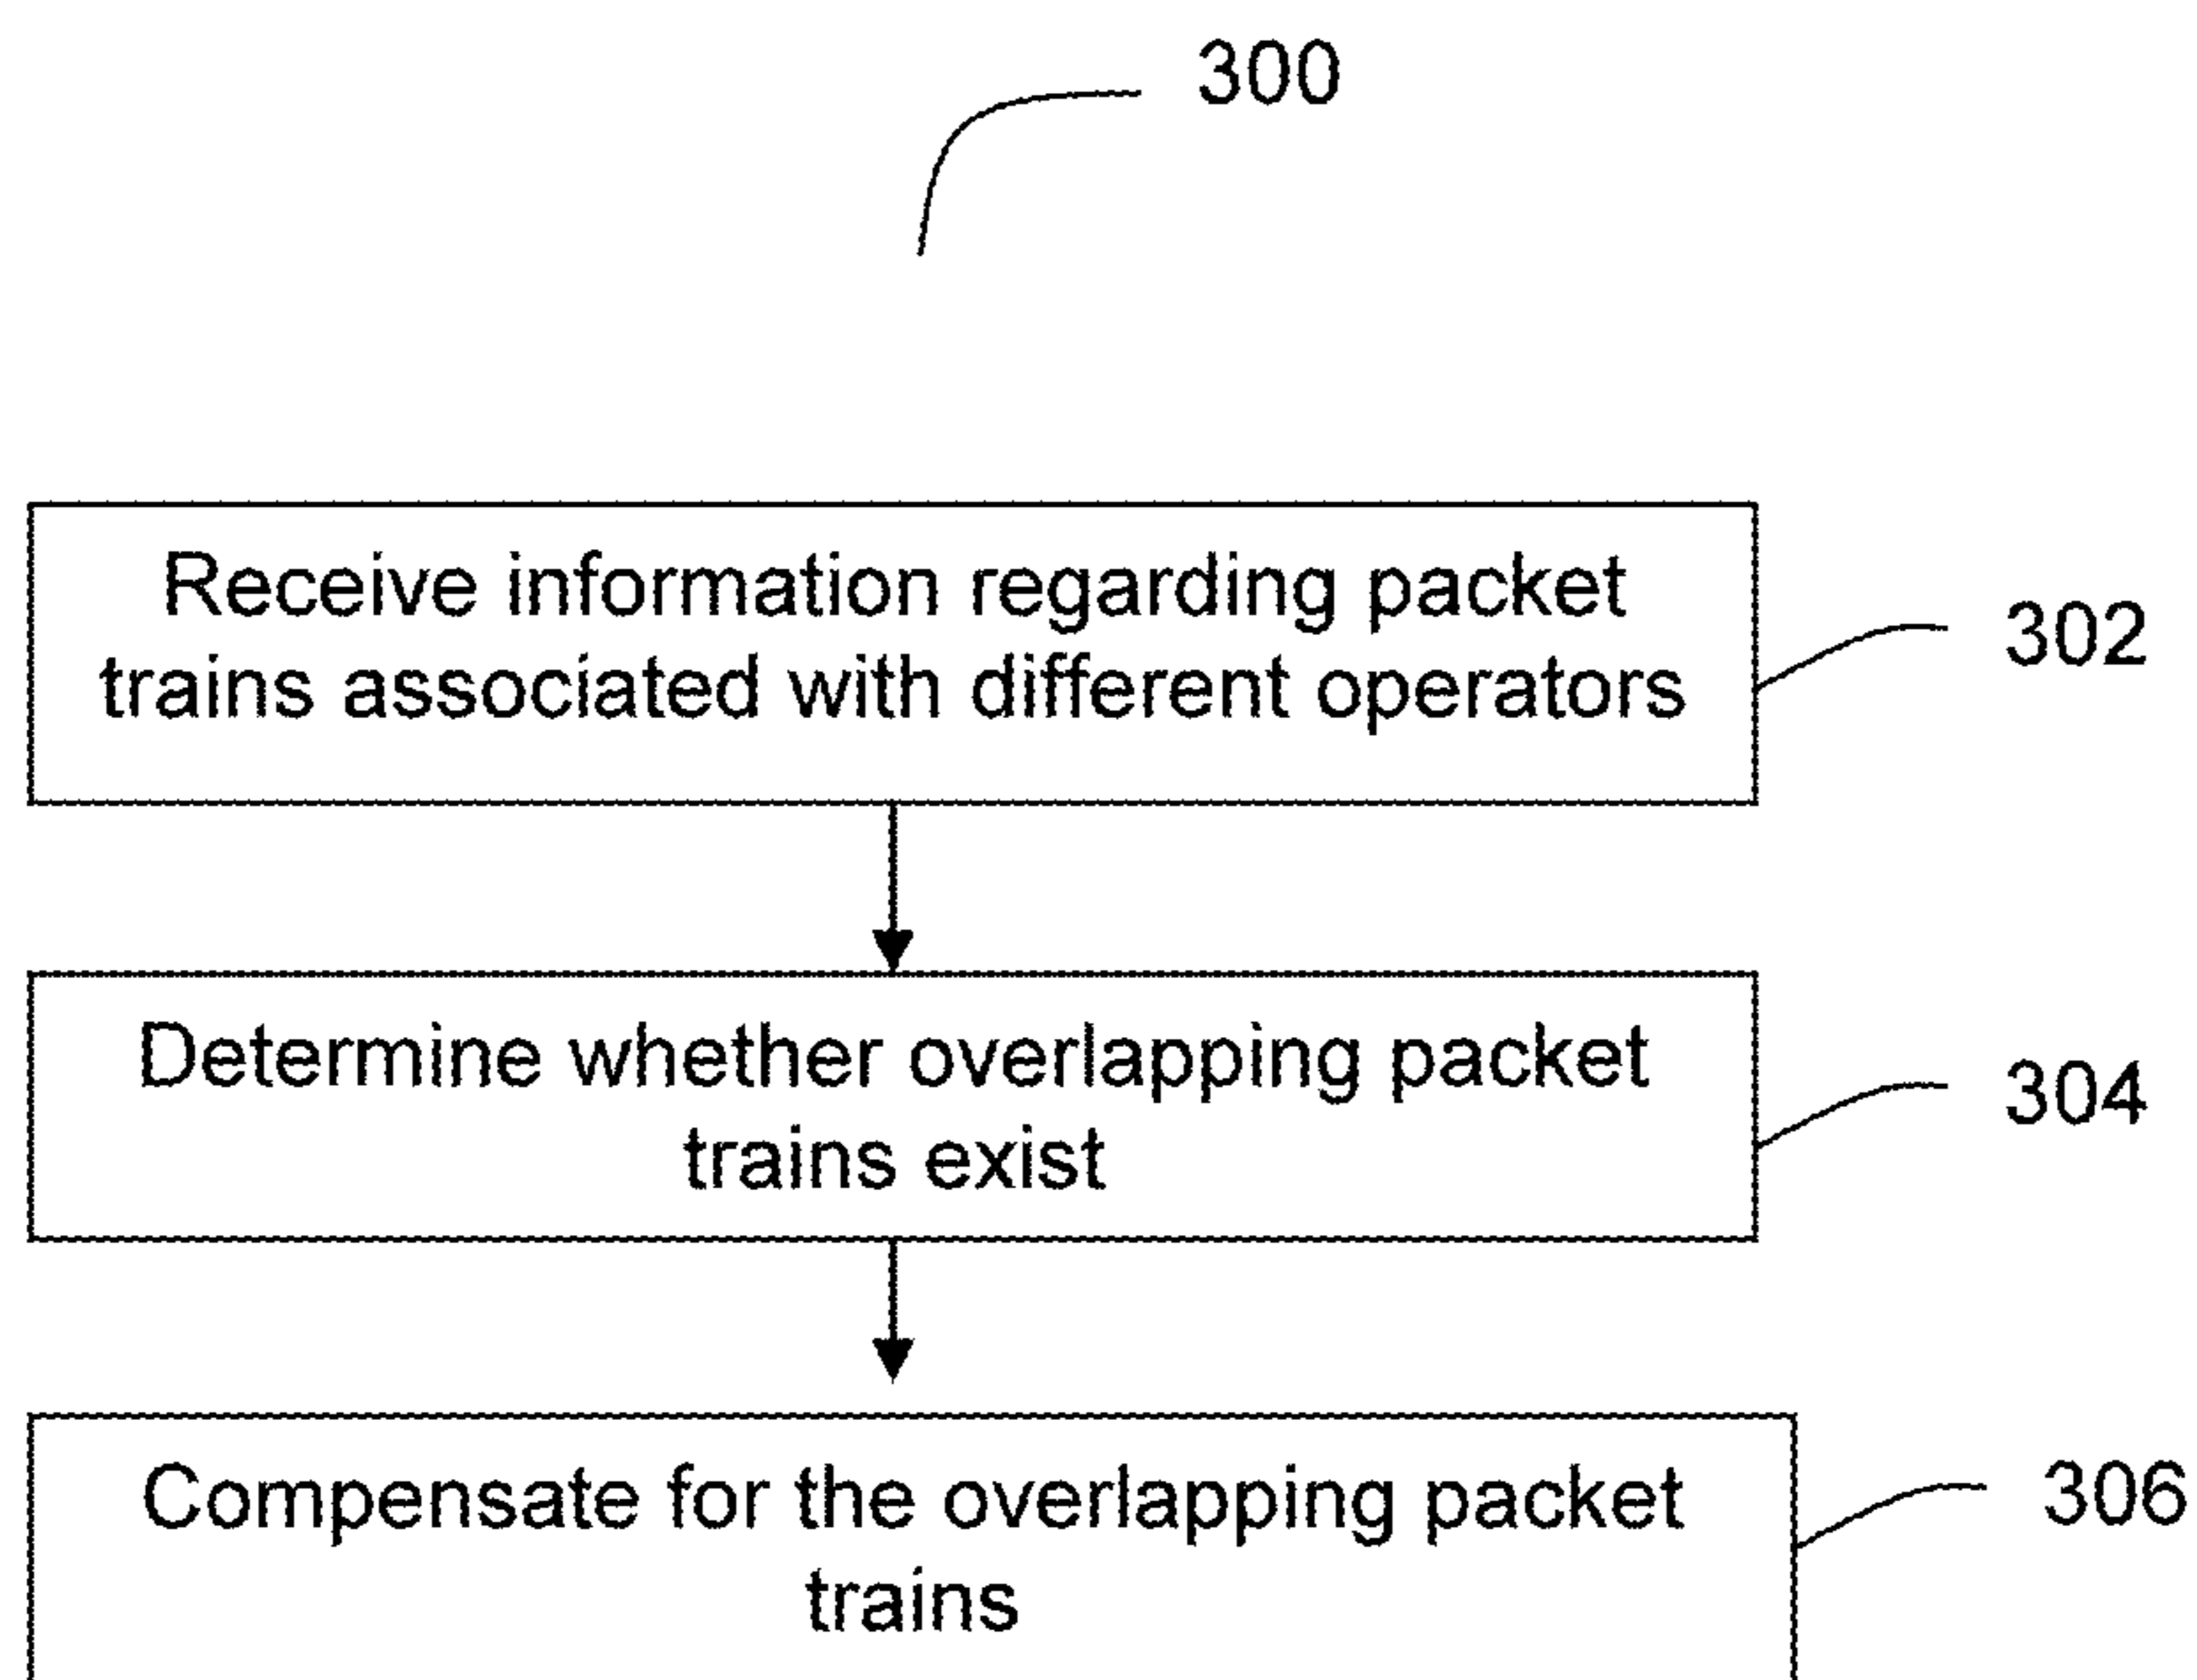 300
Receive information regarding packet
trains associated with different operators
302
Determine whether overlapping packet
trains exist
304
Compensate for the overlapping packet
trains
306